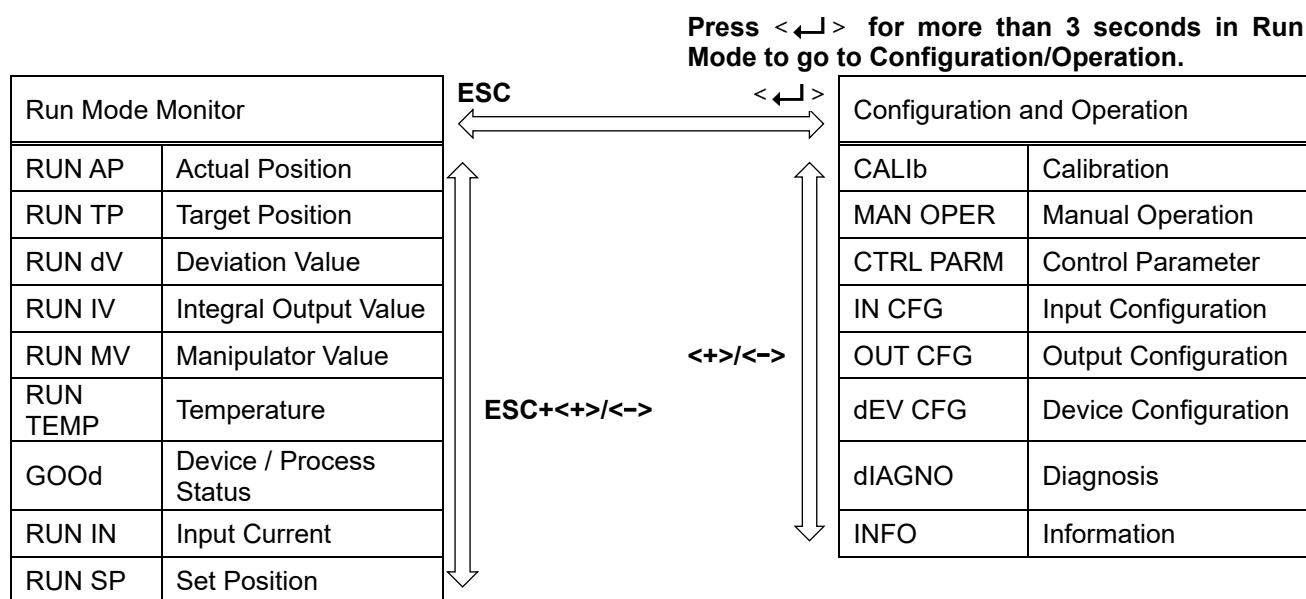 Press <↵> for more than 3 seconds in Run
Mode to go to Configuration/Operation.
Run Mode Monitor
ESC
<↵>
Configuration and Operation
RUN AP Actual Position
CALIb Calibration
RUN TP Target Position
MAN OPER Manual Operation
RUN dV Deviation Value
CTRL PARM Control Parameter
RUN IV Integral Output Value
IN CFG Input Configuration
RUN MV Manipulator Value
<+>/<−>
OUT CFG Output Configuration
RUN
TEMP
Temperature
ESC+<+>/<−>
dEV CFG Device Configuration
GOOd
Device / Process
Status
dIAGNO Diagnosis
RUN IN Input Current
INFO Information
RUN SP Set Position